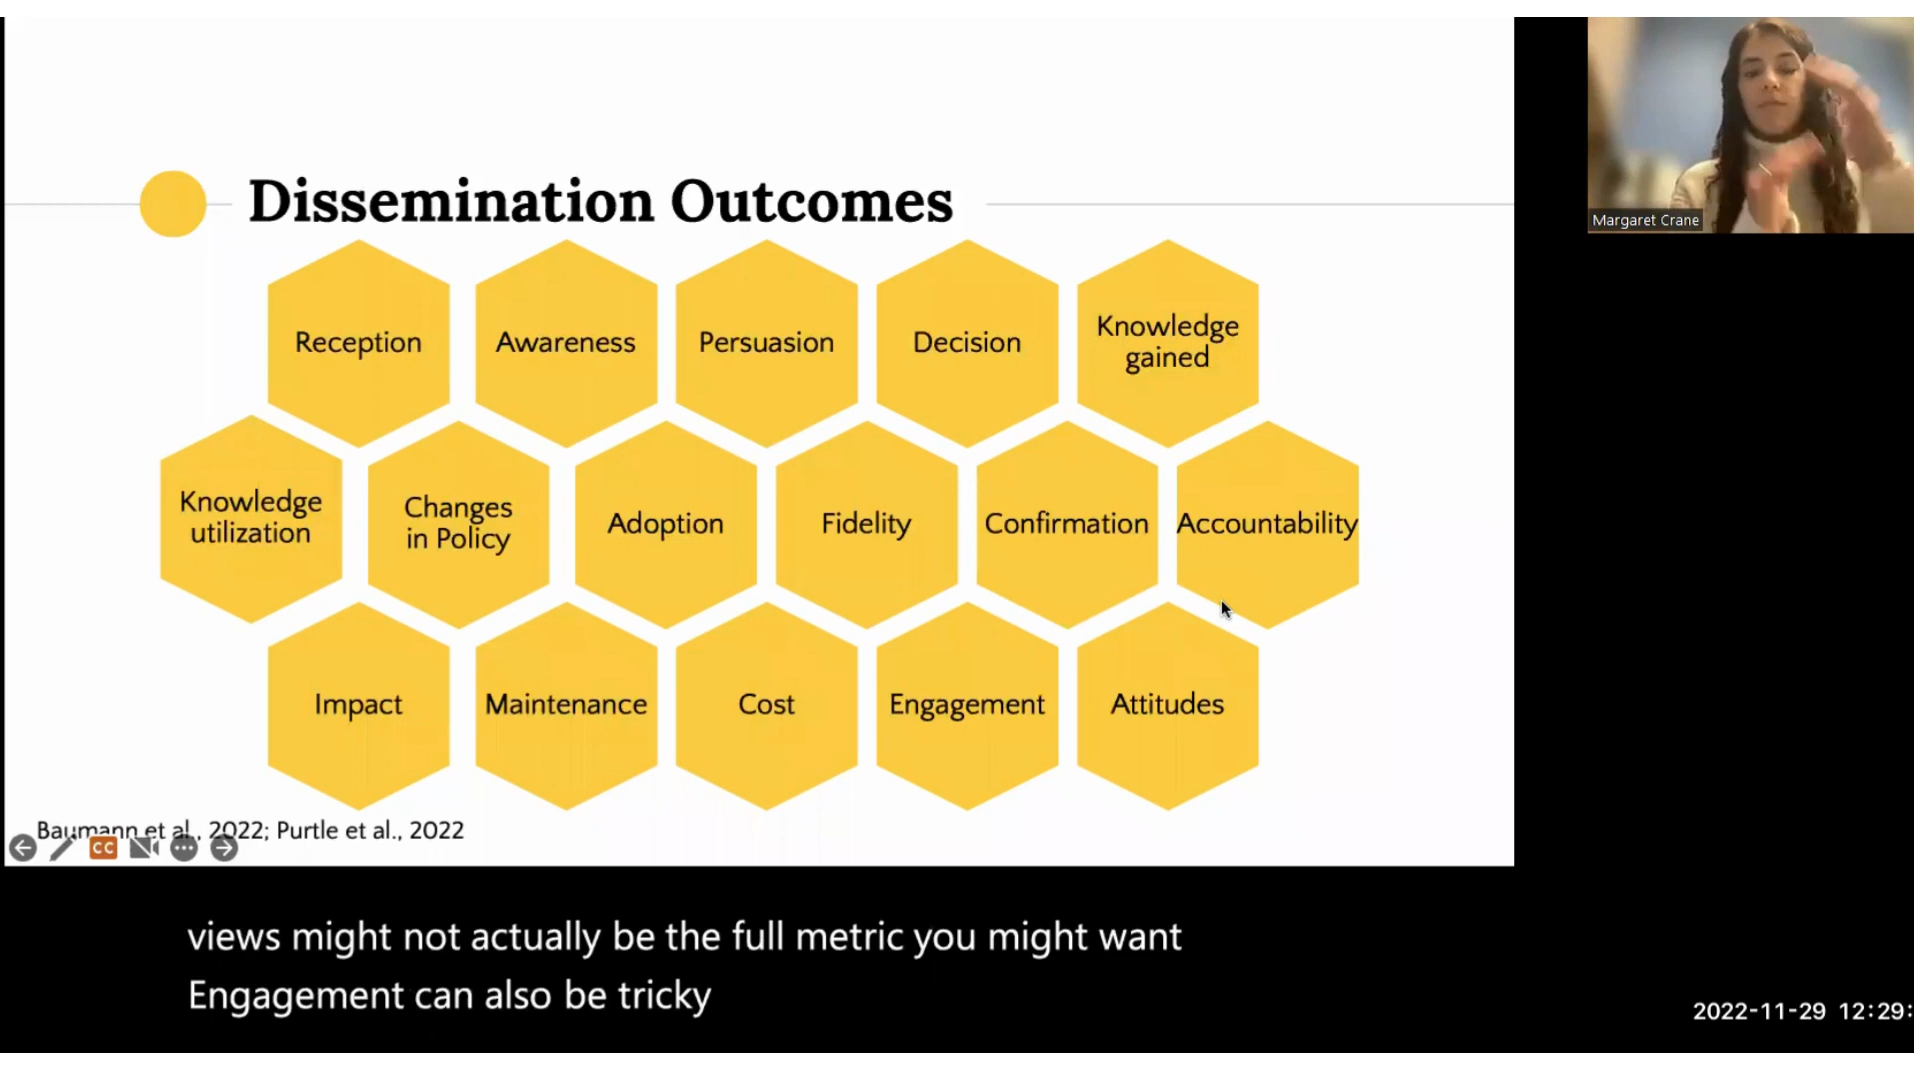 Dissemination Outcomes
Reception
Awareness
Persuasion
Decision
Knowledge
gained
Knowledge
utilization
Changes
in Policy
Adoption
Fidelity
Confirmation
Accountability
Impact
Maintenance
Cost
Engagement
Attitudes
Baumann et al., 2022; Purtle et al., 2022
CC
Margaret Crane
views might not actually be the full metric you might want
Engagement can also be tricky
2022-11-29 12:29: